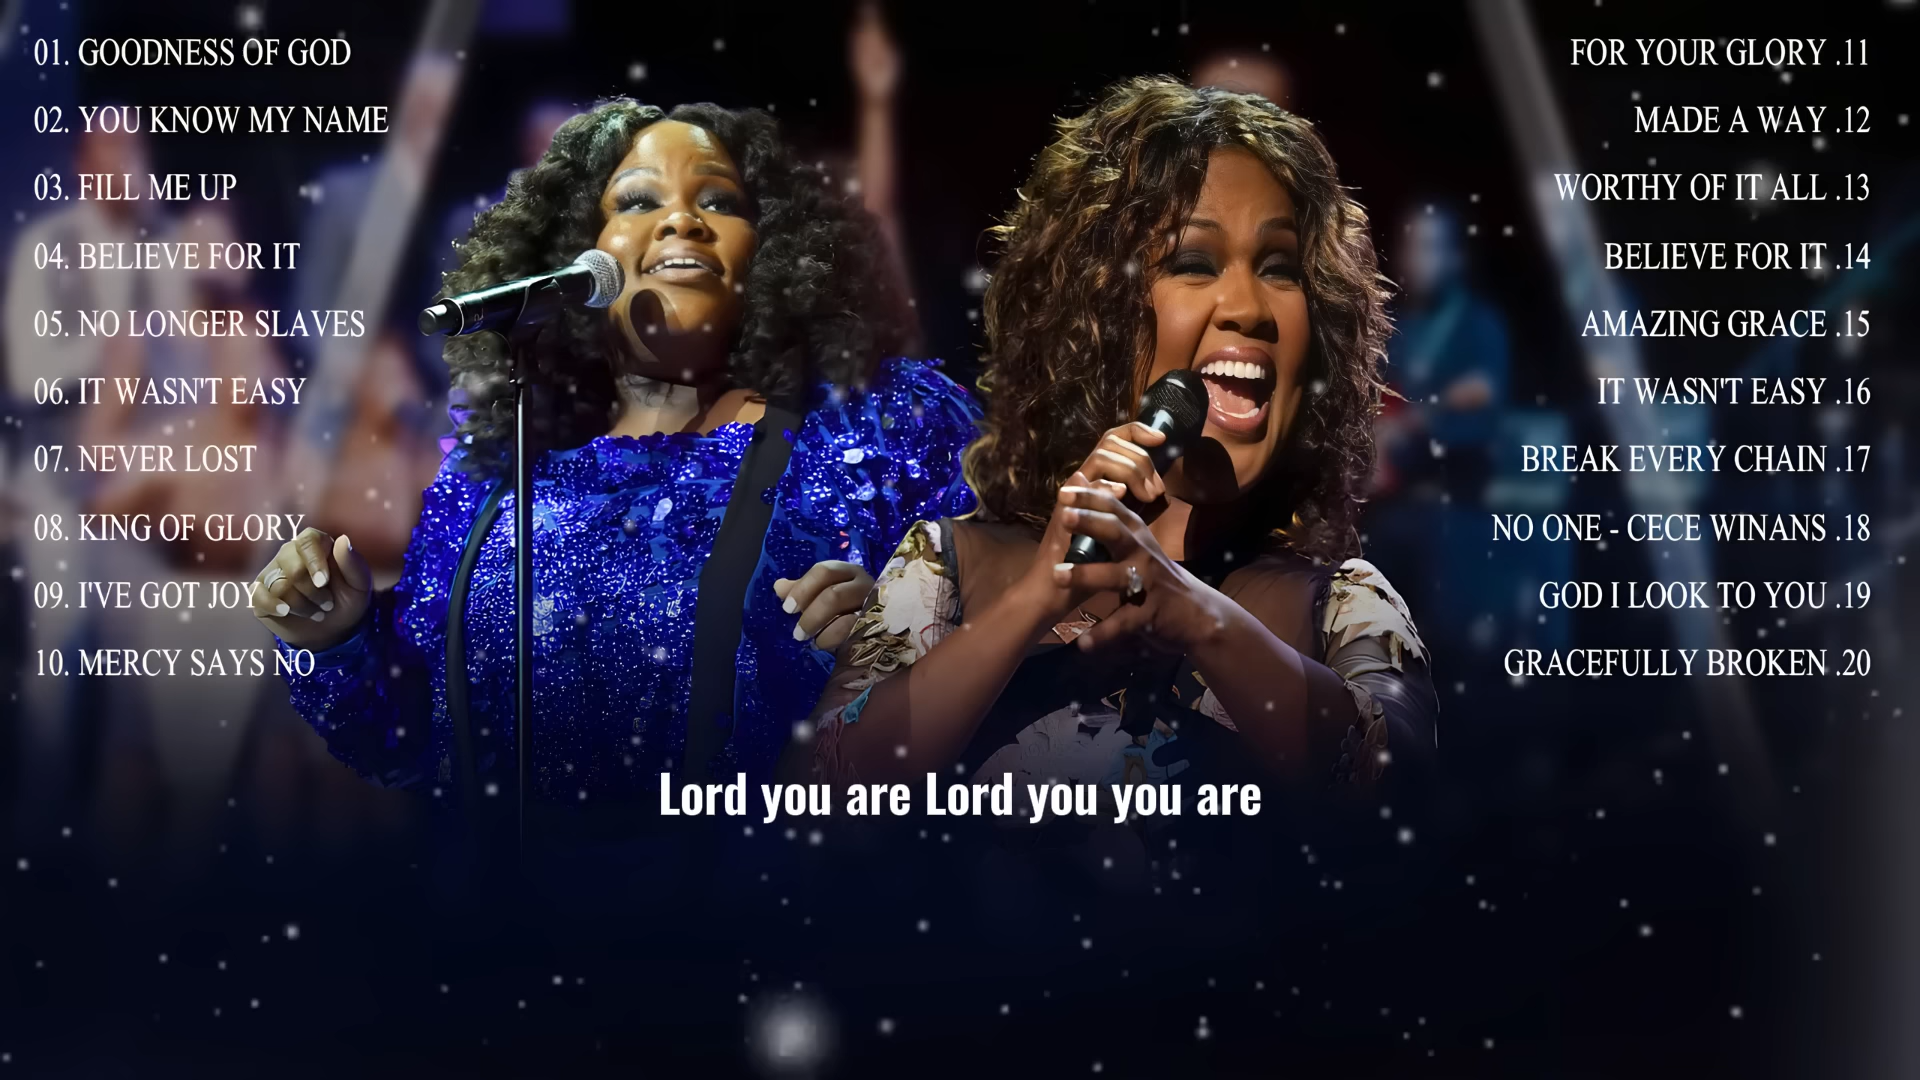 01. GOODNESS OF GOD
02. YOU KNOW MY NAME
03. FILL ME UP
04. BELIEVE FOR IT
05. NO LONGER SLAVES
06. IT WASN'T EASY
07. NEVER LOST
08. KING OF GLORY
09. I'VE GOT JOY
10. MERCY SAYS NO
FOR YOUR GLORY .11
MADE A WAY .12
WORTHY OF IT ALL .13
BELIEVE FOR IT .14
AMAZING GRACE .15
IT WASN'T EASY .16
BREAK EVERY CHAIN .17
NO ONE - CECE WINANS .18
GOD I LOOK TO YOU .19
GRACEFULLY BROKEN .20
Lord you are Lord you you are